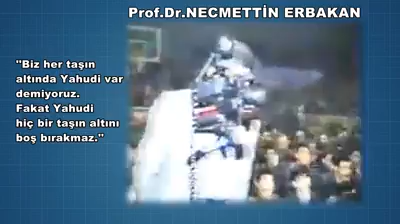 Prof.Dr.NECMETTİN ERBAKAN
"Biz her taşın
altında Yahudi var
demiyoruz.
Fakat Yahudi
hiç bir taşın altını
boş bırakmaz."